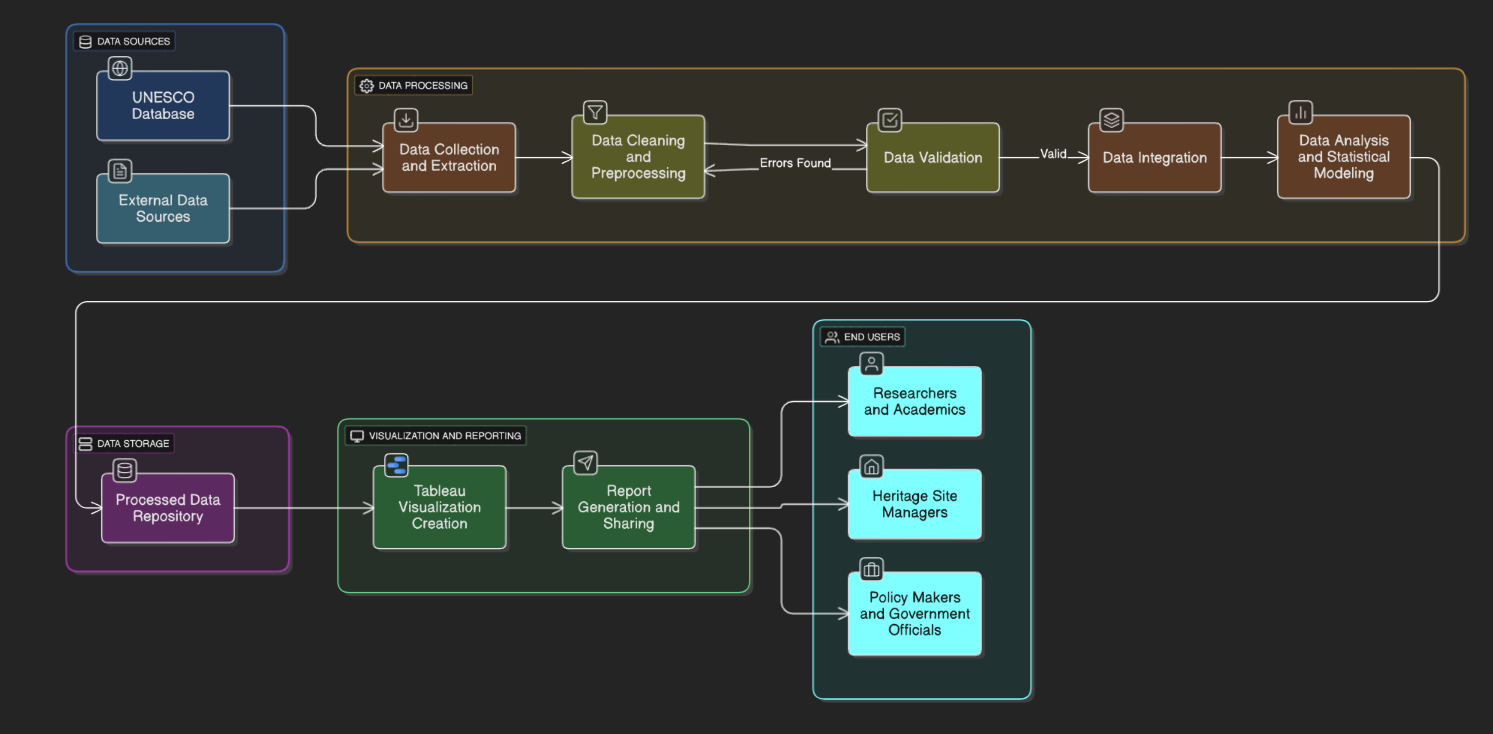 DATA SOURCES
UNESCO
Database
External Data
Sources
DATA PROCESSING
Data Collection
and Extraction
Data Cleaning
and
Preprocessing
Errors Found
Data Validation
Valid
Data Integration
Data Analysis
and Statistical
Modeling
DATA STORAGE
Processed Data
Repository
VISUALIZATION AND REPORTING
Tableau
Visualization
Creation
Report
Generation and
Sharing
END USERS
Researchers
and Academics
Heritage Site
Managers
Policy Makers
and Government
Officials